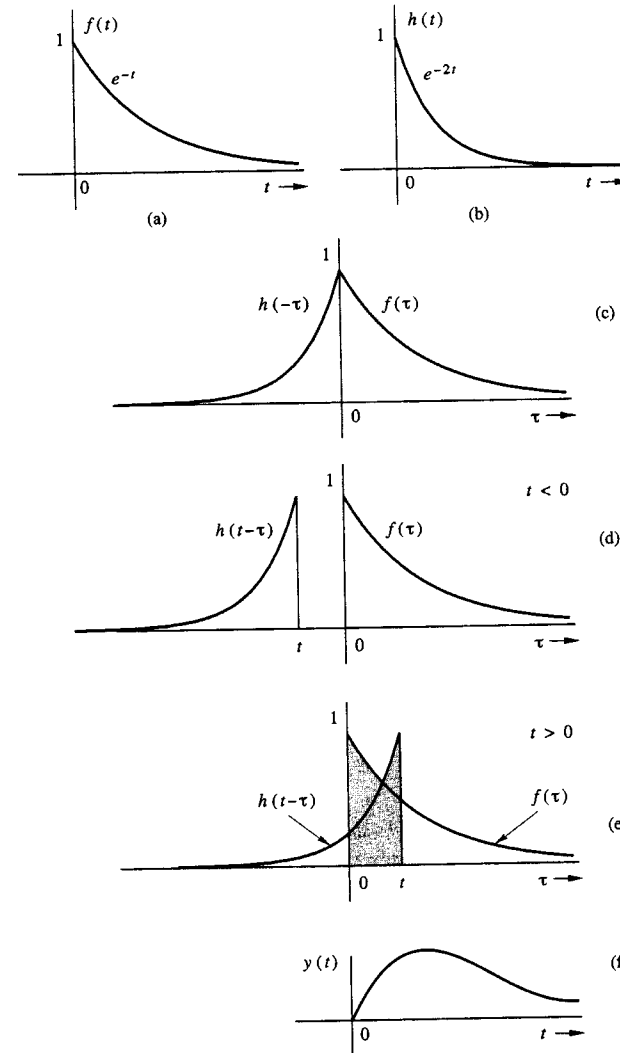 f(t)
1
e^{-t}
0
t →
(a)
h(t)
1
e^{-2t}
0
t →
(b)
1
h(−τ)
f(τ)
(c)
0
τ →
1
t < 0
h(t−τ)
f(τ)
(d)
t
0
τ →
1
t > 0
h(t−τ)
f(τ)
(e
0
t
τ →
y(t)
(f
0
t →